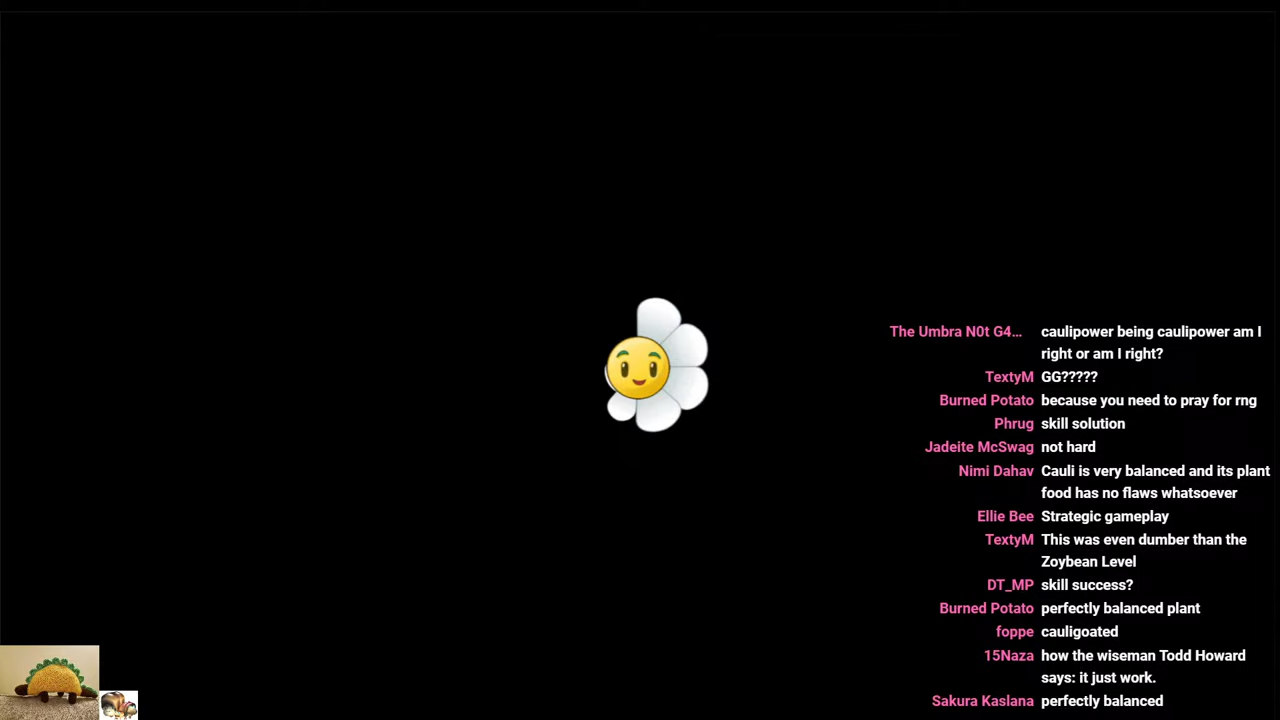 The Umbra N0t G4... caulipower being caulipower am I
right or am I right?
TextyM GG?????
Burned Potato because you need to pray for rng
Phrug skill solution
Jadeite McSwag not hard
Nimi Dahav Cauli is very balanced and its plant
food has no flaws whatsoever
Ellie Bee Strategic gameplay
TextyM This was even dumber than the
Zoybean Level
DT_MP skill success?
Burned Potato perfectly balanced plant
foppe cauligoated
15Naza how the wiseman Todd Howard
says: it just work.
Sakura Kaslana perfectly balanced